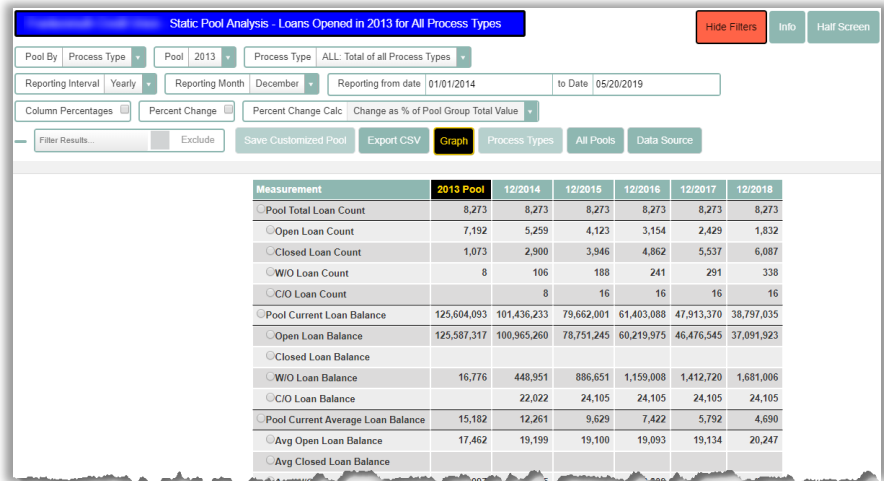 Static Pool Analysis - Loans Opened in 2013 for All Process Types
Hide Filters Info Half Screen
Pool By Process Type Pool 2013 Process Type ALL: Total of all Process Types
Reporting Interval Yearly Reporting Month December Reporting from date 01/01/2014 to Date 05/20/2019
Column Percentages Percent Change Percent Change Calc Change as % of Pool Group Total Value
Filter Results... Exclude Save Customized Pool Export CSV Graph Process Types All Pools Data Source
Measurement 2013 Pool 12/2014 12/2015 12/2016 12/2017 12/2018
Pool Total Loan Count 8,273 8,273 8,273 8,273 8,273 8,273
Open Loan Count 7,192 5,259 4,123 3,154 2,429 1,832
Closed Loan Count 1,073 2,900 3,946 4,862 5,537 6,087
W/O Loan Count 8 106 188 241 291 338
C/O Loan Count 8 16 16 16 16
Pool Current Loan Balance 125,604,093 101,436,233 79,662,001 61,403,088 47,913,370 38,797,035
Open Loan Balance 125,587,317 100,965,260 78,751,245 60,219,975 46,476,545 37,091,923
Closed Loan Balance
W/O Loan Balance 16,776 448,951 886,651 1,159,008 1,412,720 1,681,006
C/O Loan Balance 22,022 24,105 24,105 24,105 24,105
Pool Current Average Loan Balance 15,182 12,261 9,629 7,422 5,792 4,690
Avg Open Loan Balance 17,462 19,199 19,100 19,093 19,134 20,247
Avg Closed Loan Balance